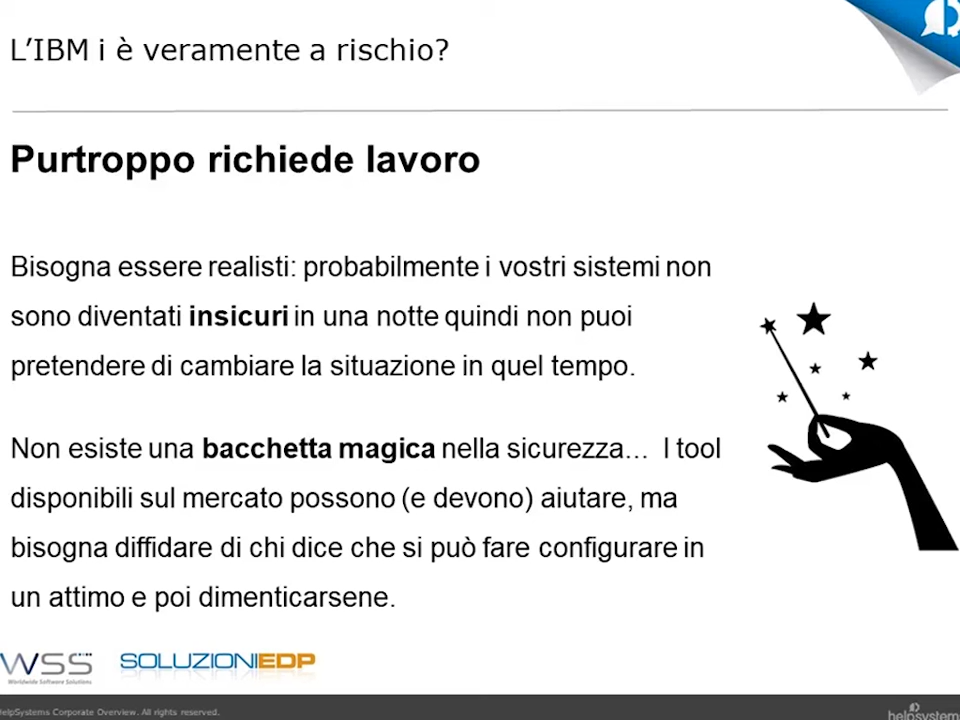 L’IBM i è veramente a rischio?
Purtroppo richiede lavoro
Bisogna essere realisti: probabilmente i vostri sistemi non
sono diventati insicuri in una notte quindi non puoi
pretendere di cambiare la situazione in quel tempo.
Non esiste una bacchetta magica nella sicurezza... I tool
disponibili sul mercato possono (e devono) aiutare, ma
bisogna diffidare di chi dice che si può fare configurare in
un attimo e poi dimenticarsene.
WSS
Worldwide Software Solutions
SOLUZIONIEDP
HelpSystems Corporate Overview. All rights reserved.
helpsystems